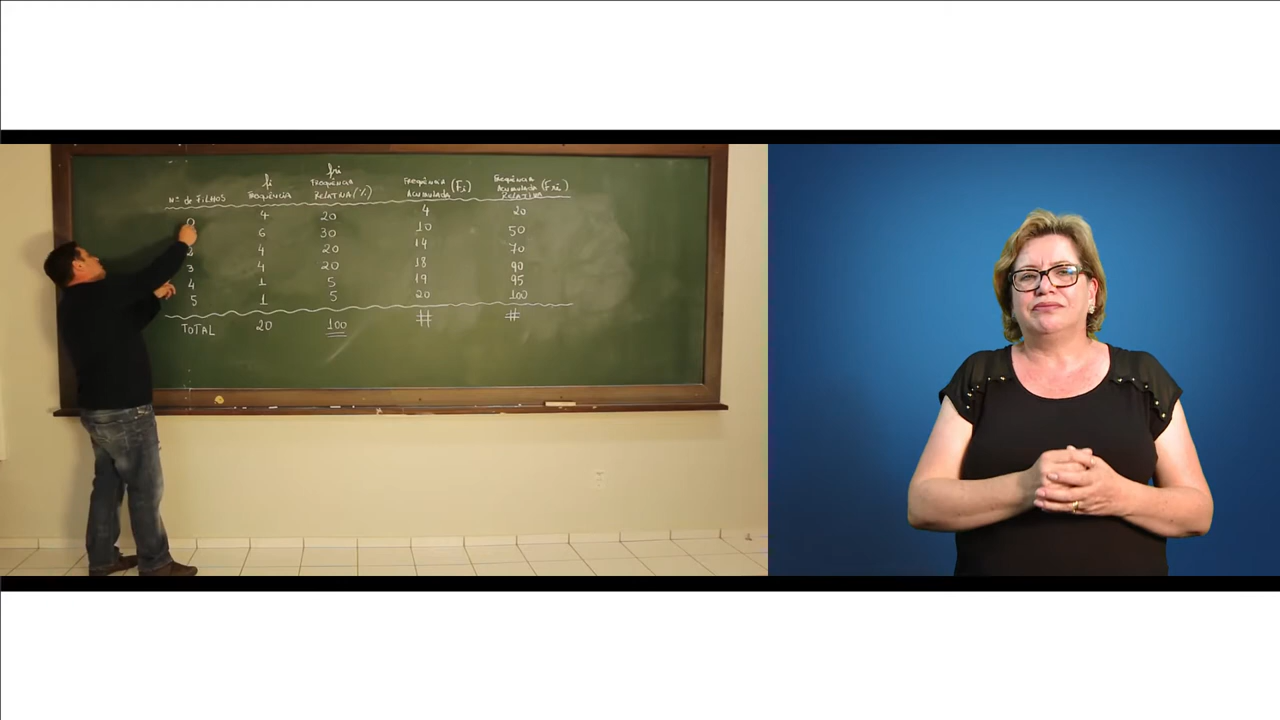 fi fri
Nº de FILHOS Frequência Frequência RELATIVA (%) Frequência Acumulada (Fi) Frequência Acumulada RELATIVA (Fri)
0 4 20 4 20
6 30 10 50
2 4 20 14 70
3 4 20 18 90
4 1 5 19 95
5 1 5 20 100
TOTAL 20 100 # #